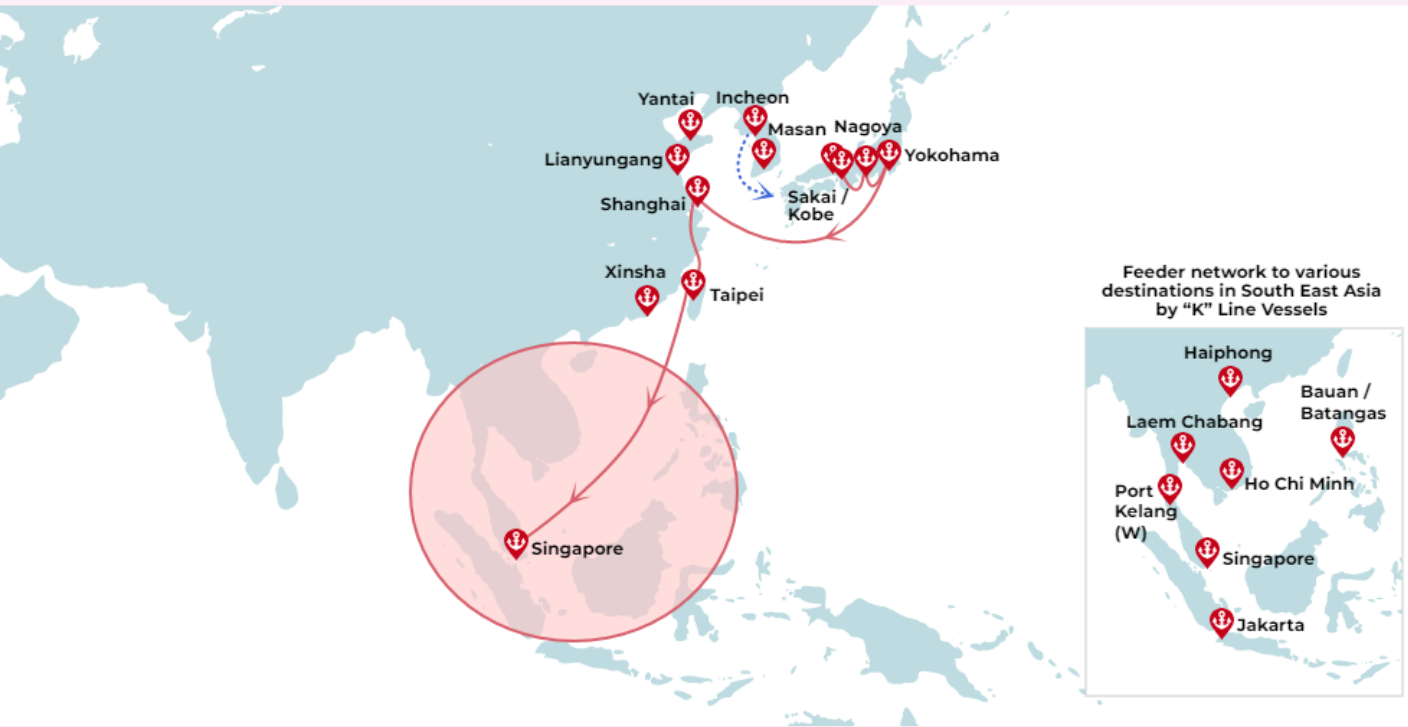 Yantai
Incheon
Masan
Nagoya
Lianyungang
Yokohama
Shanghai
Sakai /
Kobe
Xinsha
Taipei
Singapore
Feeder network to various
destinations in South East Asia
by “K” Line Vessels
Haiphong
Bauan /
Batangas
Laem Chabang
Ho Chi Minh
Port
Kelang
(W)
Singapore
Jakarta